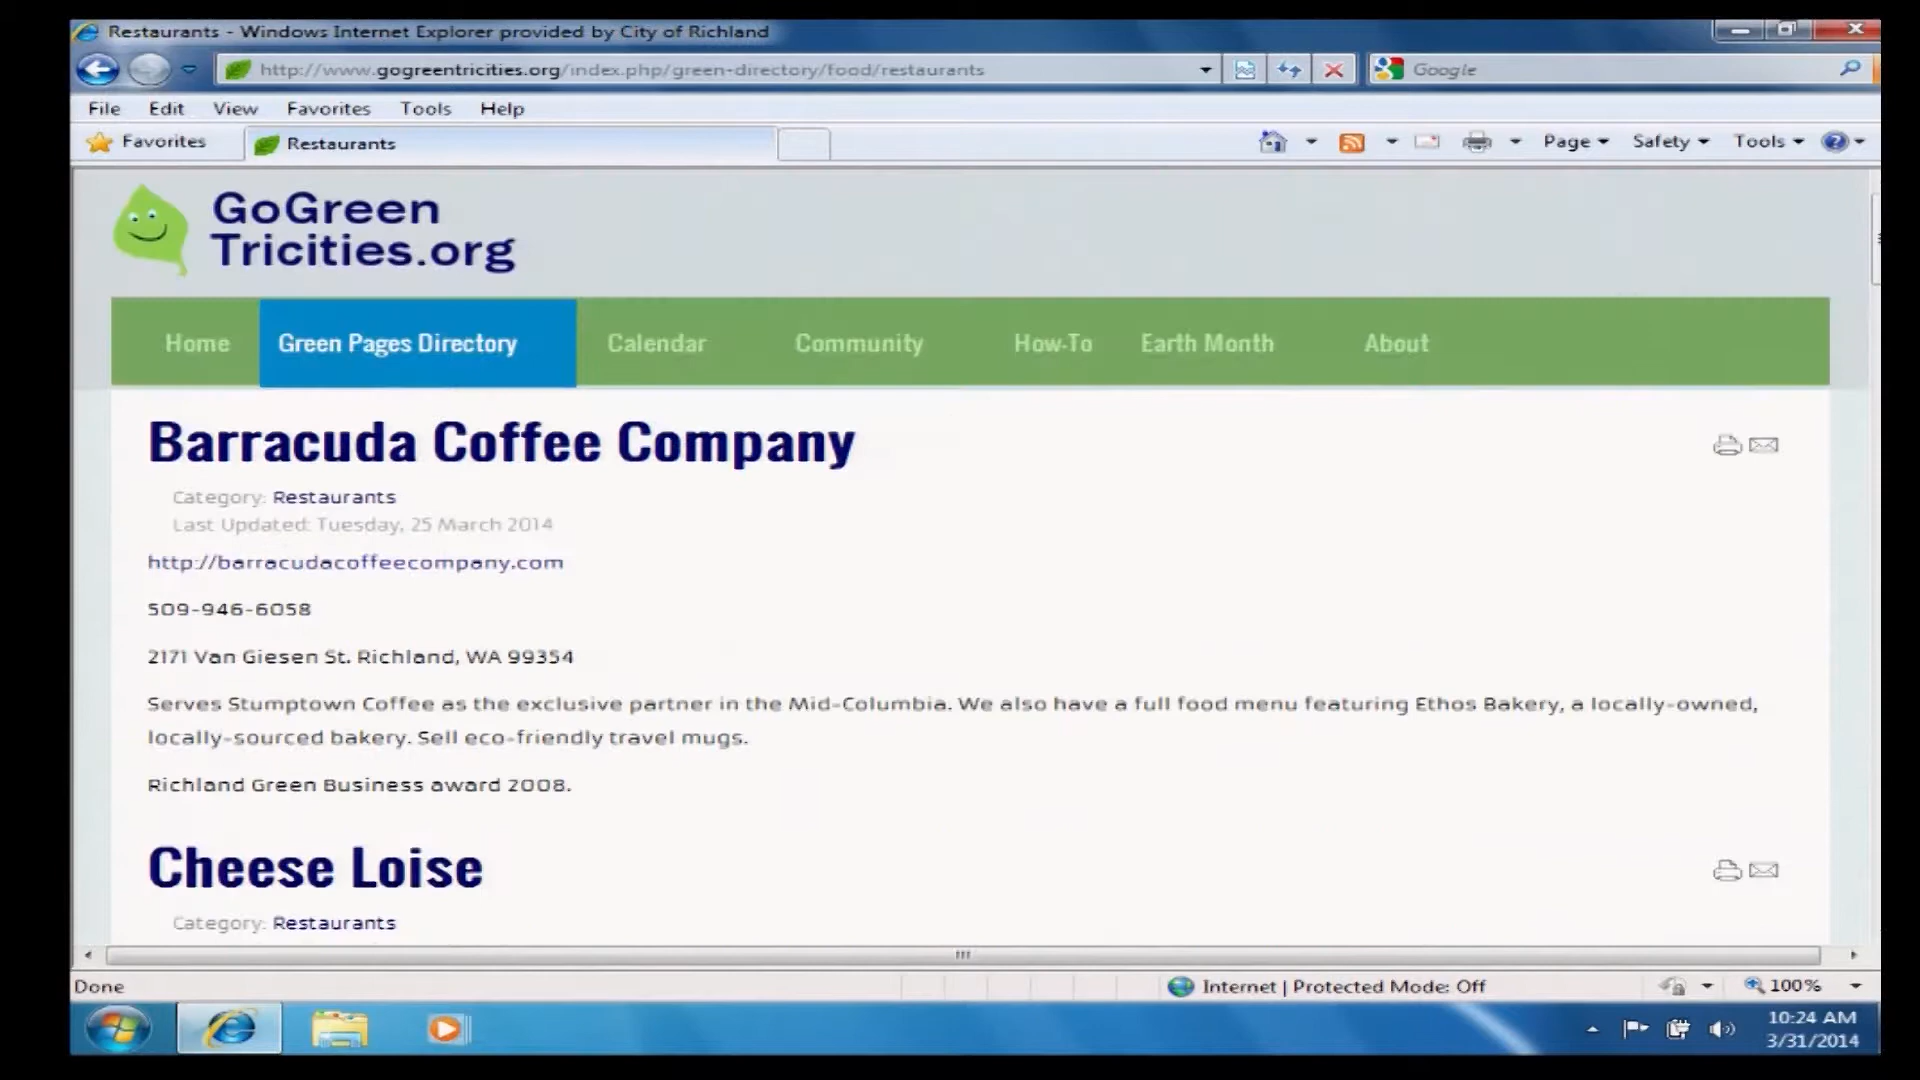 Restaurants - Windows Internet Explorer provided by City of Richland
http://www.gogreentricities.org/index.php/green-directory/food/restaurants
Google
File Edit View Favorites Tools Help
Favorites Restaurants Page Safety Tools
GoGreen
Tricities.org
Home Green Pages Directory Calendar Community How-To Earth Month About
Barracuda Coffee Company
Category: Restaurants
Last Updated: Tuesday, 25 March 2014
http://barracudacoffeecompany.com
509-946-6058
2171 Van Giesen St. Richland, WA 99354
Serves Stumptown Coffee as the exclusive partner in the Mid-Columbia. We also have a full food menu featuring Ethos Bakery, a locally-owned,
locally-sourced bakery. Sell eco-friendly travel mugs.
Richland Green Business award 2008.
Cheese Loise
Category: Restaurants
Done Internet | Protected Mode: Off 100%
10:24 AM
3/31/2014